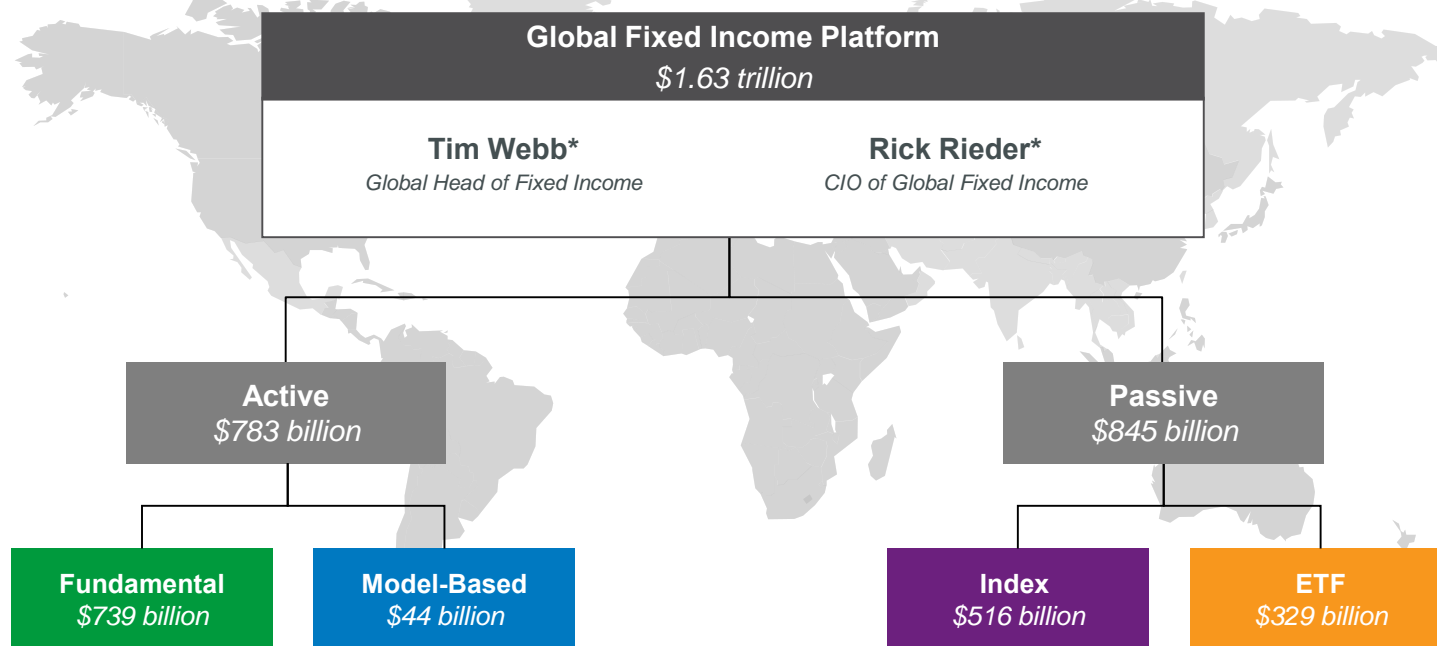 Global Fixed Income Platform
$1.63 trillion
Tim Webb*
Global Head of Fixed Income
Rick Rieder*
CIO of Global Fixed Income
Active
$783 billion
Passive
$845 billion
Fundamental
$739 billion
Model-Based
$44 billion
Index
$516 billion
ETF
$329 billion